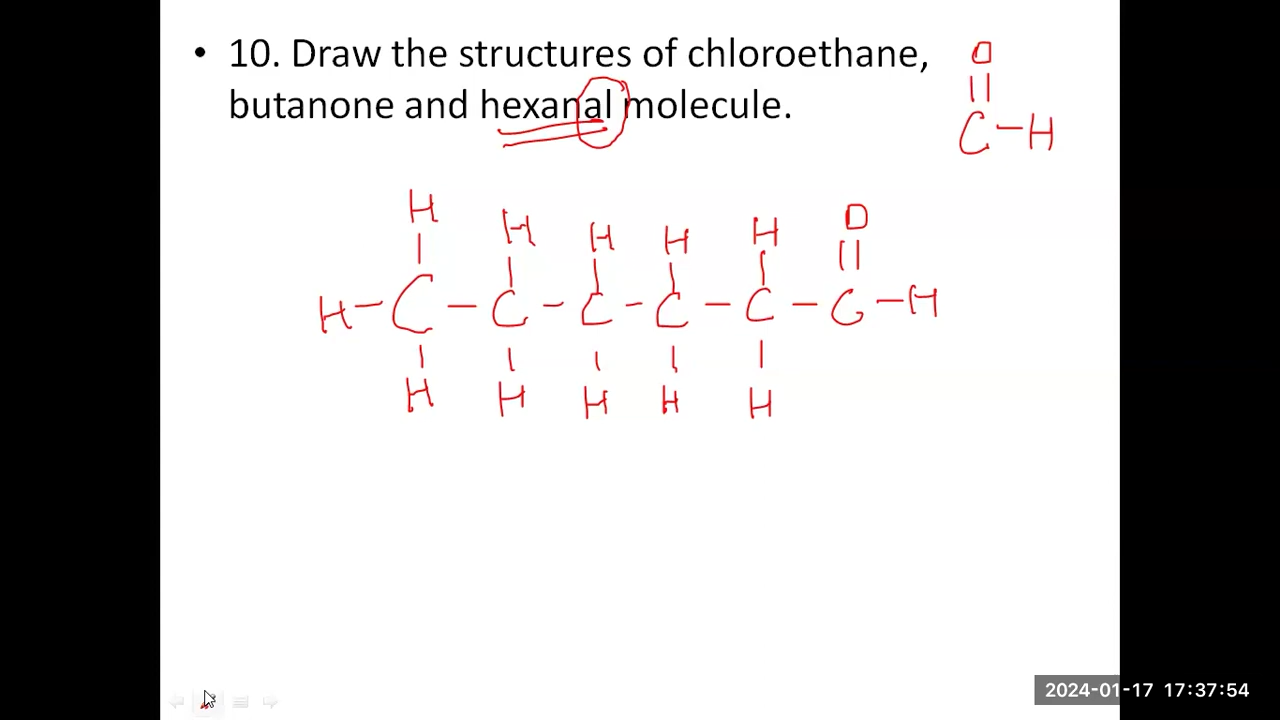 • 10. Draw the structures of chloroethane,
butanone and hexanal molecule.
O
||
C-H
H H H H H O
| | | | | ||
H-C-C-C-C-C-C-H
| | | | |
H H H H H
2024-01-17 17:37:54